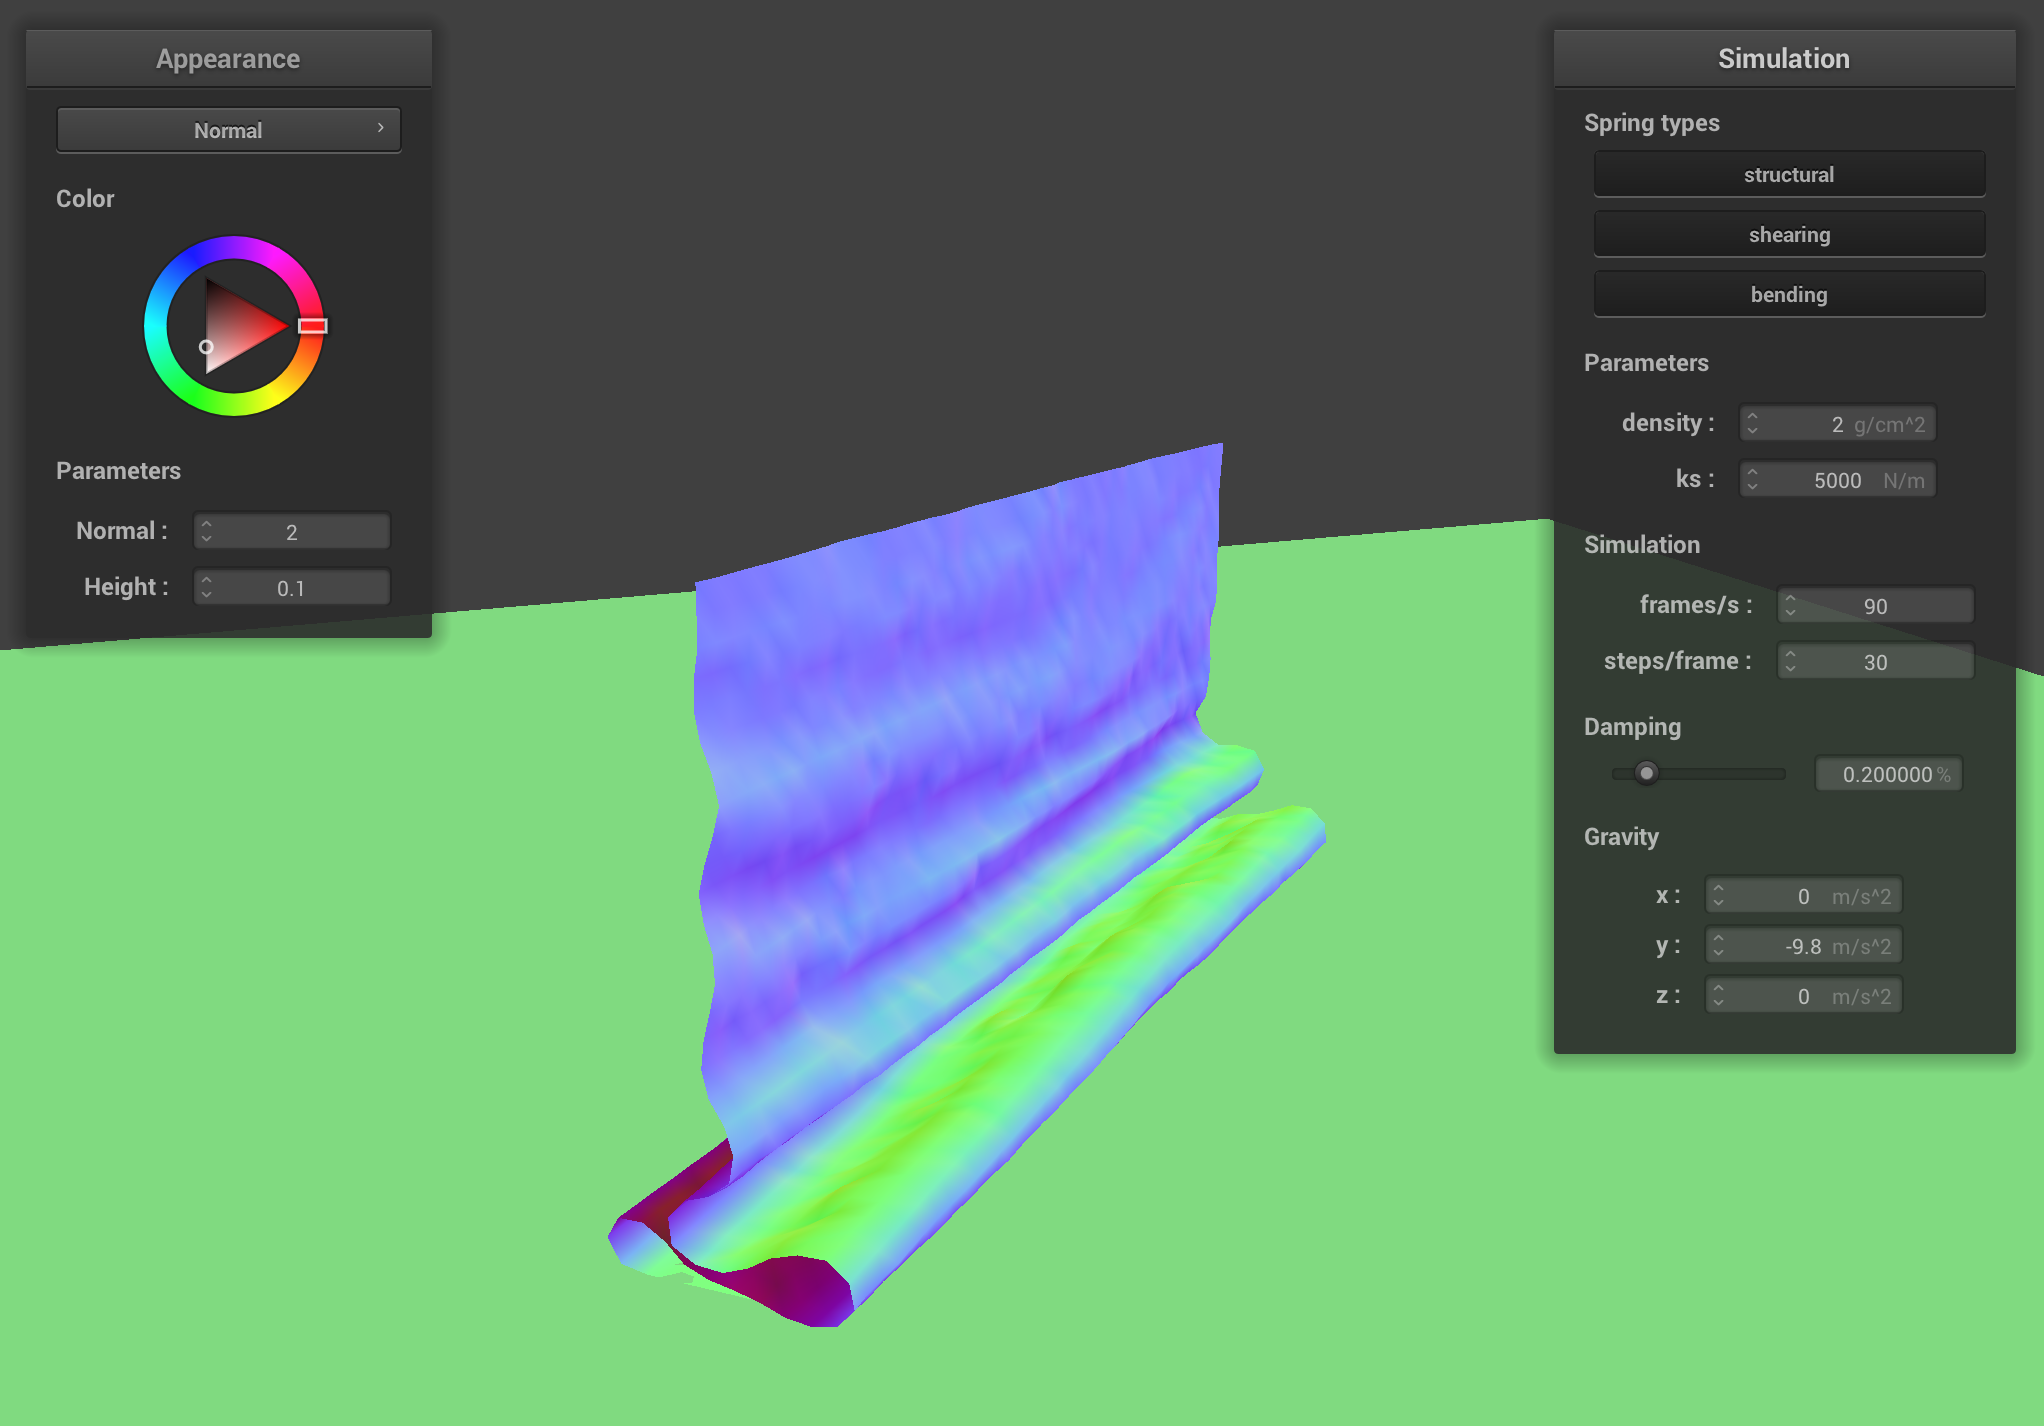 Appearance
Normal
Color
Parameters
Normal : 2
Height : 0.1
Simulation
Spring types
structural
shearing
bending
Parameters
density : 2 g/cm^2
ks : 5000 N/m
Simulation
frames/s : 90
steps/frame : 30
Damping
0.200000 %
Gravity
x : 0 m/s^2
y : -9.8 m/s^2
z : 0 m/s^2